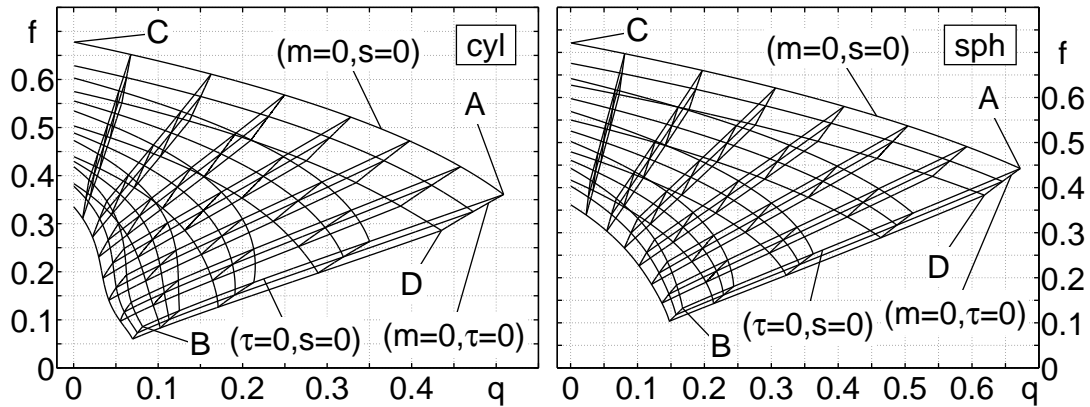 f
C
(m=0,s=0)
cyl
A
0.6
0.5
0.4
0.3
0.2
0.1
0
D
B
(τ=0,s=0)
(m=0,τ=0)
0 0.1 0.2 0.3 0.4 q
C
(m=0,s=0)
sph
f
A
0.6
0.5
0.4
0.3
0.2
0.1
0
D
B
(τ=0,s=0)
(m=0,τ=0)
0 0.1 0.2 0.3 0.4 0.5 0.6 q